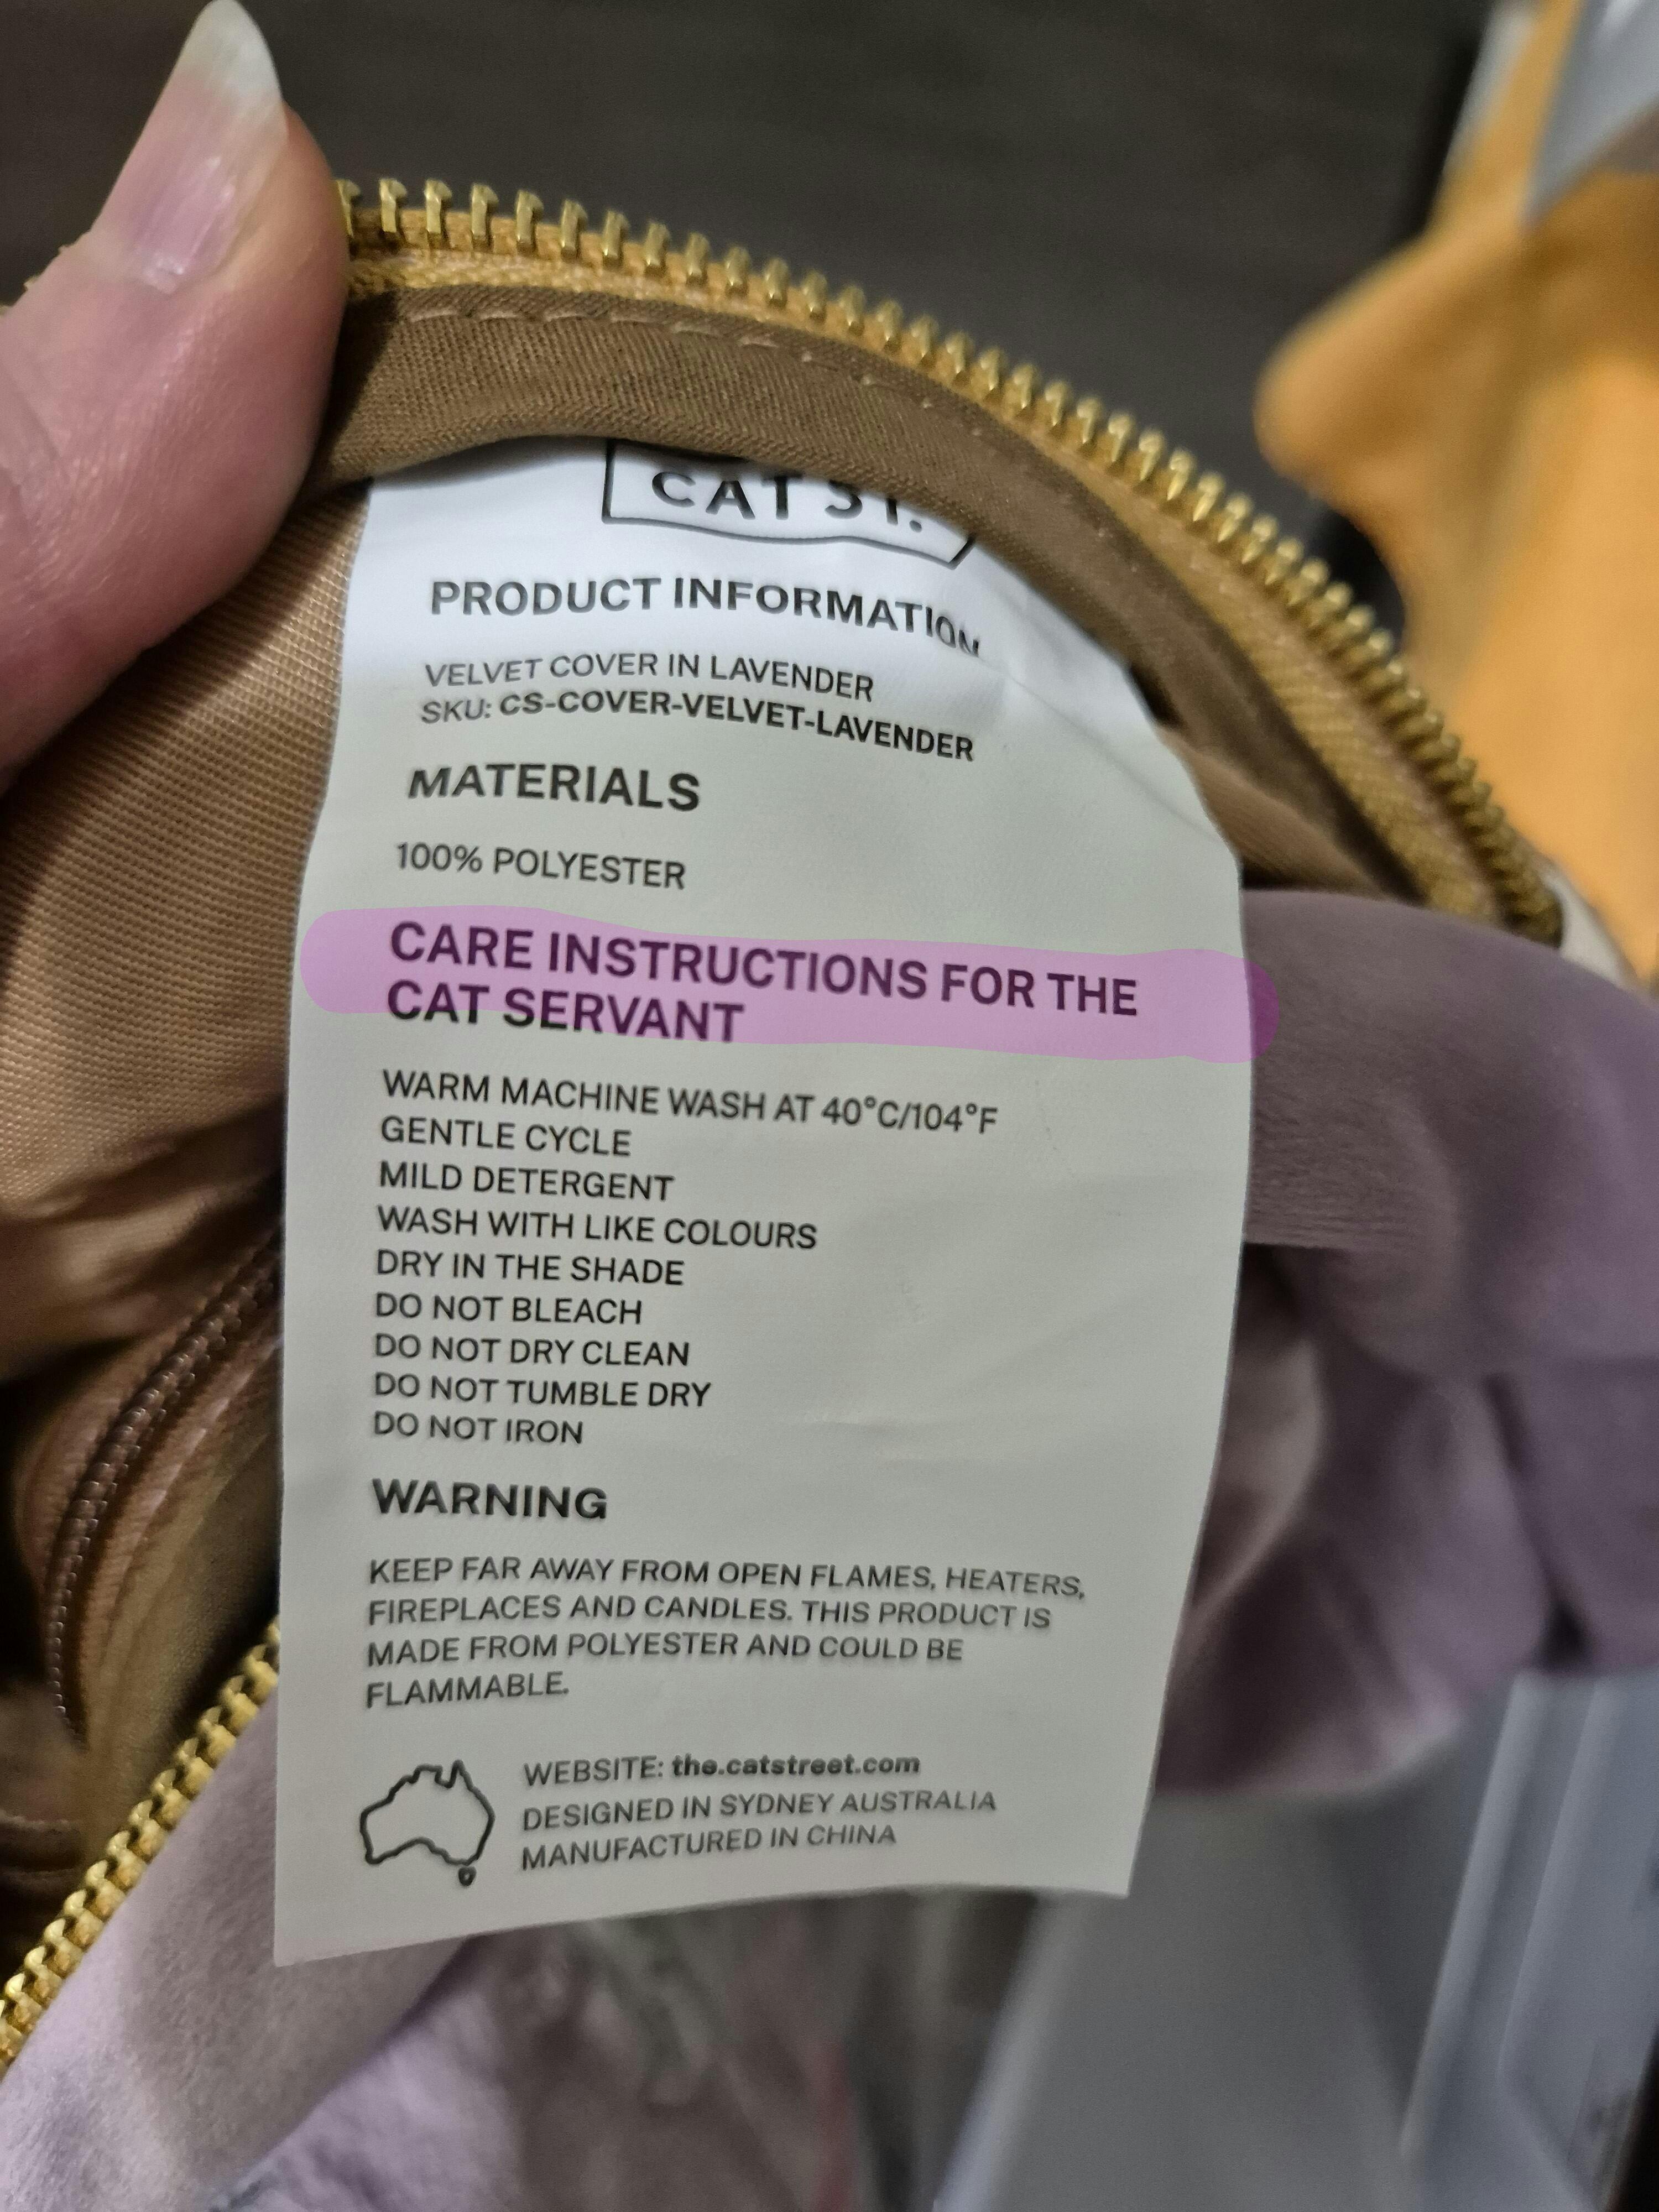 CAT ST.
PRODUCT INFORMATION
VELVET COVER IN LAVENDER
SKU: CS-COVER-VELVET-LAVENDER
MATERIALS
100% POLYESTER
CARE INSTRUCTIONS FOR THE
CAT SERVANT
WARM MACHINE WASH AT 40°C/104°F
GENTLE CYCLE
MILD DETERGENT
WASH WITH LIKE COLOURS
DRY IN THE SHADE
DO NOT BLEACH
DO NOT DRY CLEAN
DO NOT TUMBLE DRY
DO NOT IRON
WARNING
KEEP FAR AWAY FROM OPEN FLAMES, HEATERS,
FIREPLACES AND CANDLES. THIS PRODUCT IS
MADE FROM POLYESTER AND COULD BE
FLAMMABLE.
WEBSITE: the.catstreet.com
DESIGNED IN SYDNEY AUSTRALIA
MANUFACTURED IN CHINA